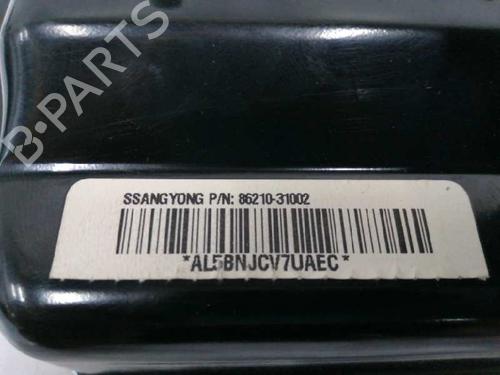 B-PARTS
SSANGYONG P/N: 86210-31002
*AL5BNJCV7UAEC*